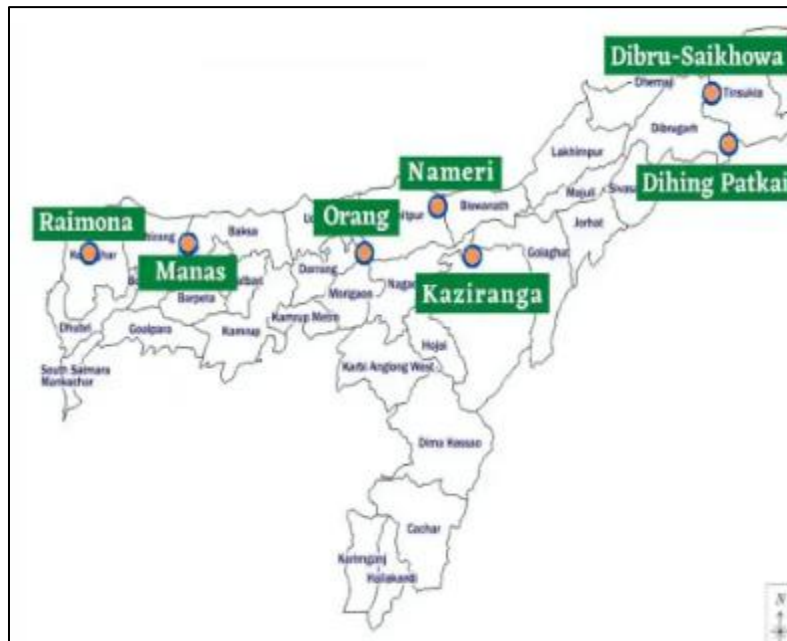 Dibru-Saikhowa
Dhemaji
Tinsukia
Dibrugarh
Lakhimpur
Nameri
Dihing Patkai
Majuli
Biswanath
Raimona
Orang
Jorhat
Baksa
Golaghat
Manas
Darrang
Kaziranga
Morigaon
Barpeta
Dhubri
Goalpara
Kamrup
Kamrup Metro
Hojai
South Salmara
Mankachar
Karbi Anglong West
Dima Hassao
Cachar
Karimganj
Hailakandi
N